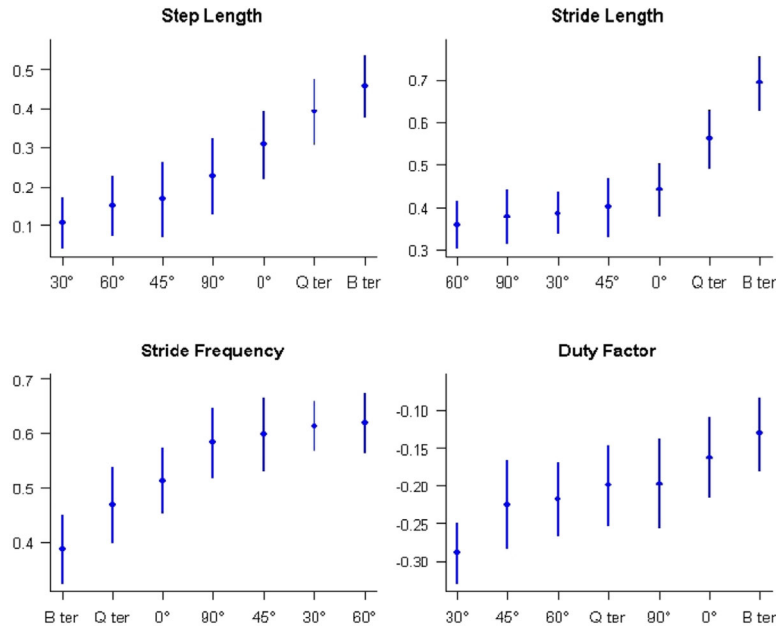 Step Length
0.5
0.4
0.3
0.2
0.1
30° 60° 45° 90° 0° Q ter B ter
Stride Length
0.7
0.6
0.5
0.4
0.3
60° 90° 30° 45° 0° Q ter B ter
Stride Frequency
0.7
0.6
0.5
0.4
B ter Q ter 0° 90° 45° 30° 60°
Duty Factor
-0.10
-0.15
-0.20
-0.25
-0.30
30° 45° 60° Q ter 90° 0° B ter